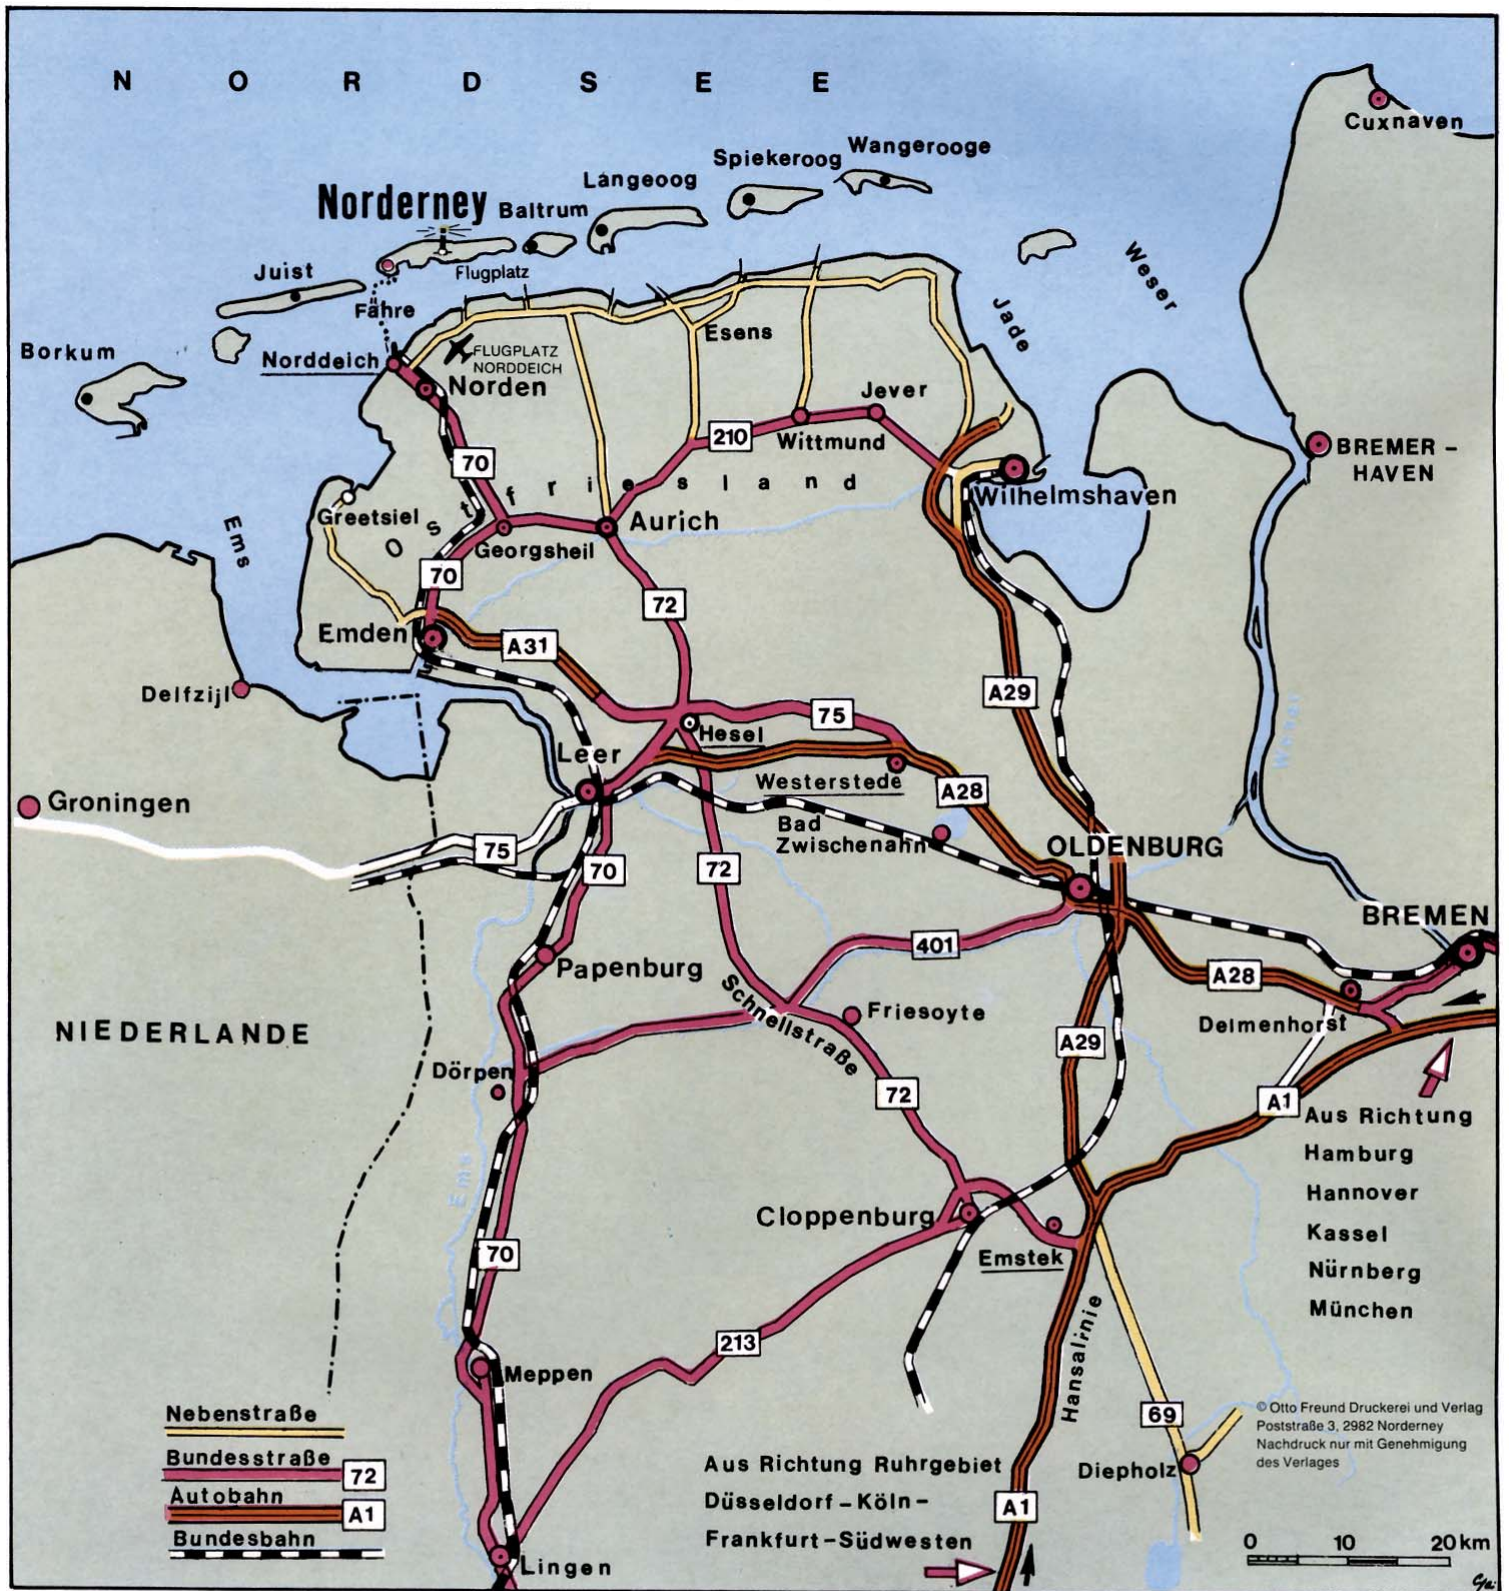 N O R D S E E
Cuxnaven
Wangerooge
Spiekeroog
Langeoog
Norderney
Baltrum
Flugplatz
Juist
Fähre
Weser
Jade
Borkum
Norddeich
FLUGPLATZ
NORDDEICH
Norden
Esens
Jever
210
Wittmund
BREMER –
HAVEN
70
Ostfriesland
Wilhelmshaven
Greetsiel
Aurich
Georgsheil
Ems
70
72
Emden
A31
Delfzijl
A29
75
Hesel
Leer
Westerstede
A28
Groningen
Bad
Zwischenahn
OLDENBURG
75
70
72
BREMEN
401
Papenburg
A28
Schnellstraße
Friesoyte
Delmenhorst
NIEDERLANDE
A29
Dörpen
72
A1
Aus Richtung
Hamburg
Hannover
Kassel
Nürnberg
München
Ems
Weser
Cloppenburg
Emstek
70
Hansalinie
213
Meppen
69
Diepholz
© Otto Freund Druckerei und Verlag
Poststraße 3, 2982 Norderney
Nachdruck nur mit Genehmigung
des Verlages
Nebenstraße
Bundesstraße
72
Autobahn
A1
Bundesbahn
Aus Richtung Ruhrgebiet
Düsseldorf – Köln –
Frankfurt – Südwesten
A1
Lingen
0 10 20 km